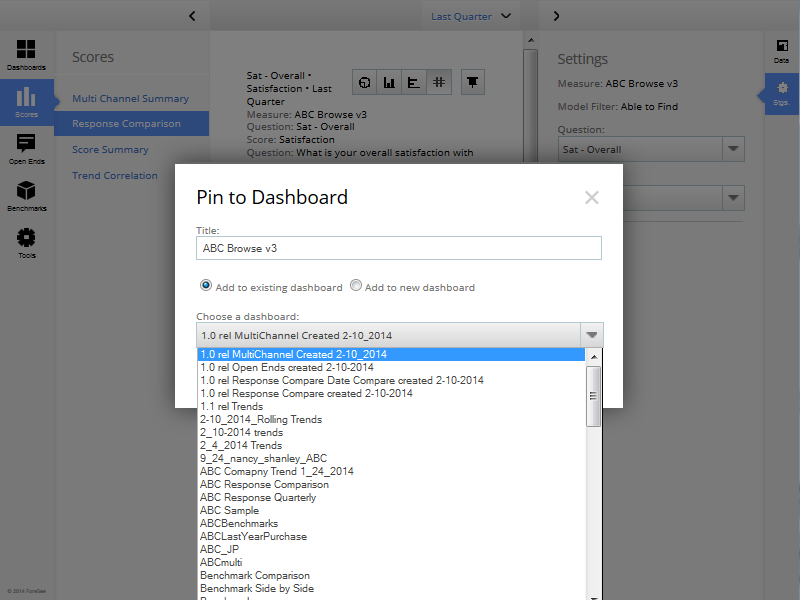 Last Quarter
Dashboards
Scores
Open Ends
Benchmarks
Tools
© 2014 ForeSee
Scores
Multi Channel Summary
Response Comparison
Score Summary
Trend Correlation
Sat - Overall •
Satisfaction • Last
Quarter
Measure: ABC Browse v3
Question: Sat - Overall
Score: Satisfaction
Question: What is your overall satisfaction with
Settings
Measure: ABC Browse v3
Model Filter: Able to Find
Question:
Sat - Overall
Data
Stgs.
Pin to Dashboard
Title:
ABC Browse v3
Add to existing dashboard
Add to new dashboard
Choose a dashboard:
1.0 rel MultiChannel Created 2-10_2014
1.0 rel MultiChannel Created 2-10_2014
1.0 rel Open Ends created 2-10-2014
1.0 rel Response Compare Date Compare created 2-10-2014
1.0 rel Response Compare created 2-10-2014
1.1 rel Trends
2-10_2014_Rolling Trends
2_10-2014 trends
2_4_2014 Trends
9_24_nancy_shanley_ABC
ABC Comapny Trend 1_24_2014
ABC Response Comparison
ABC Response Quarterly
ABC Sample
ABCBenchmarks
ABCLastYearPurchase
ABC_JP
ABCmulti
Benchmark Comparison
Benchmark Side by Side